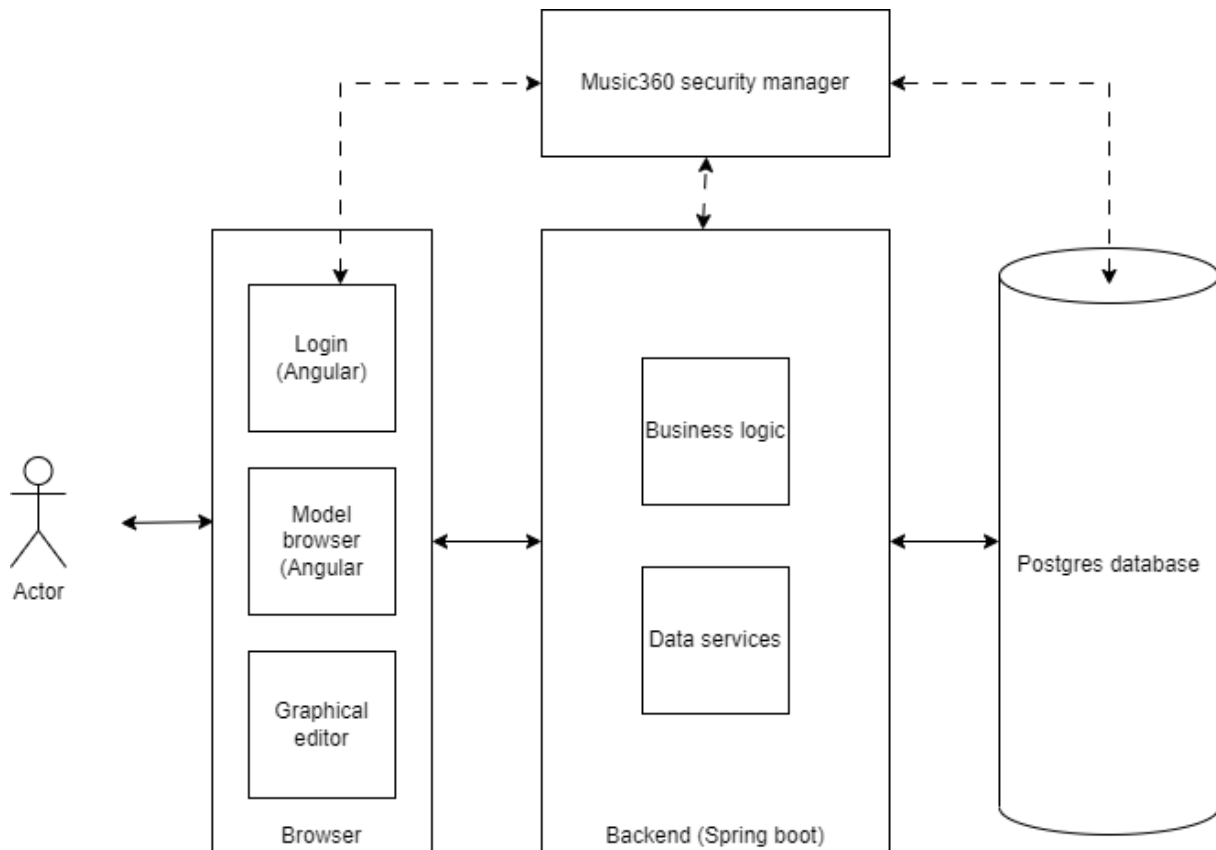 Music360 security manager
Login
(Angular)
Model
browser
(Angular
Graphical
editor
Browser
Business logic
Data services
Backend (Spring boot)
Postgres database
Actor